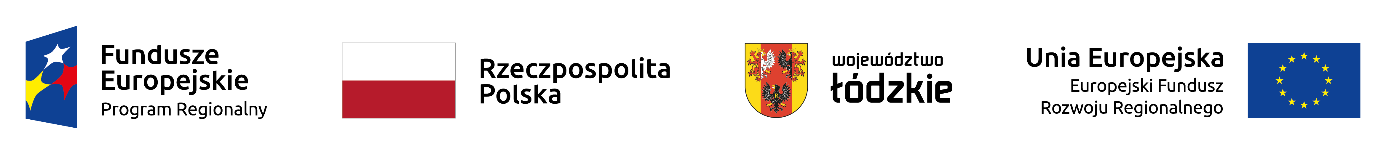 Fundusze
Europejskie
Program Regionalny
Rzeczpospolita
Polska
województwo
łódzkie
Unia Europejska
Europejski Fundusz
Rozwoju Regionalnego